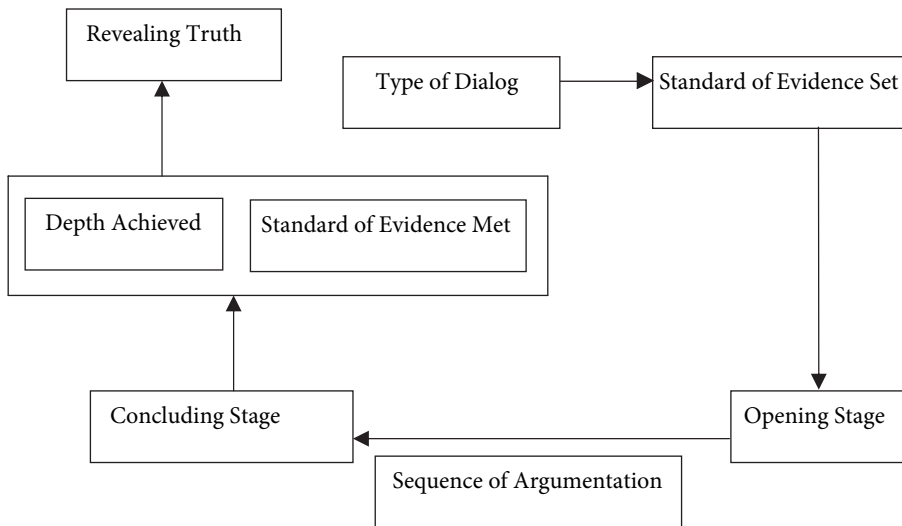 Revealing Truth
Type of Dialog
Standard of Evidence Set
Depth Achieved
Standard of Evidence Met
Concluding Stage
Opening Stage
Sequence of Argumentation